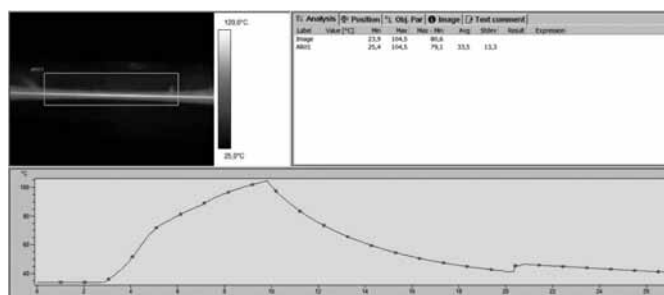 120,0°C
AR01
25,0°C
Analysis Position Obj. Par Image Text comment
Label Value [°C] Min Max Max - Min Avg Stdev Result Expression
Image 23,9 104,5 80,6
AR01 25,4 104,5 79,1 33,5 13,3
°C
100
80
60
40
0 2 4 6 8 10 12 14 16 18 20 22 24 26